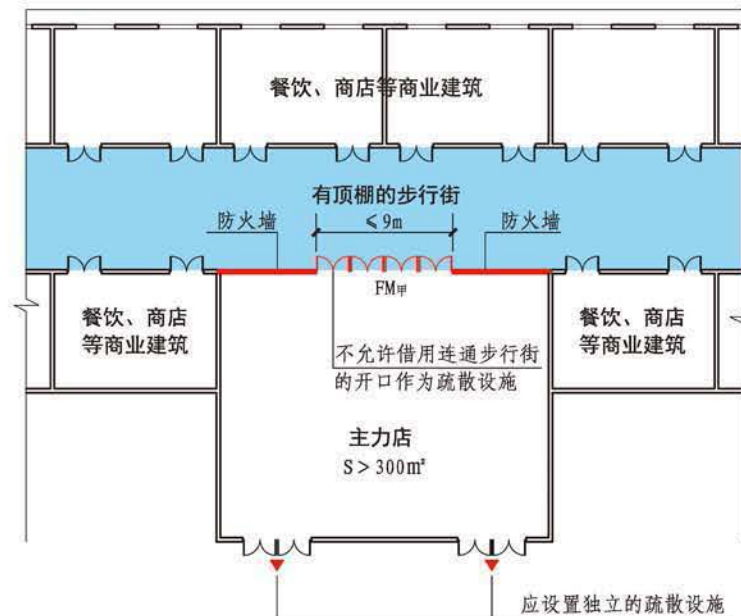 餐饮、商店等商业建筑
有顶棚的步行街
防火墙
≤9m
防火墙
FM甲
餐饮、商店
等商业建筑
餐饮、商店
等商业建筑
不允许借用连通步行街
的开口作为疏散设施
主力店
S＞300m²
应设置独立的疏散设施